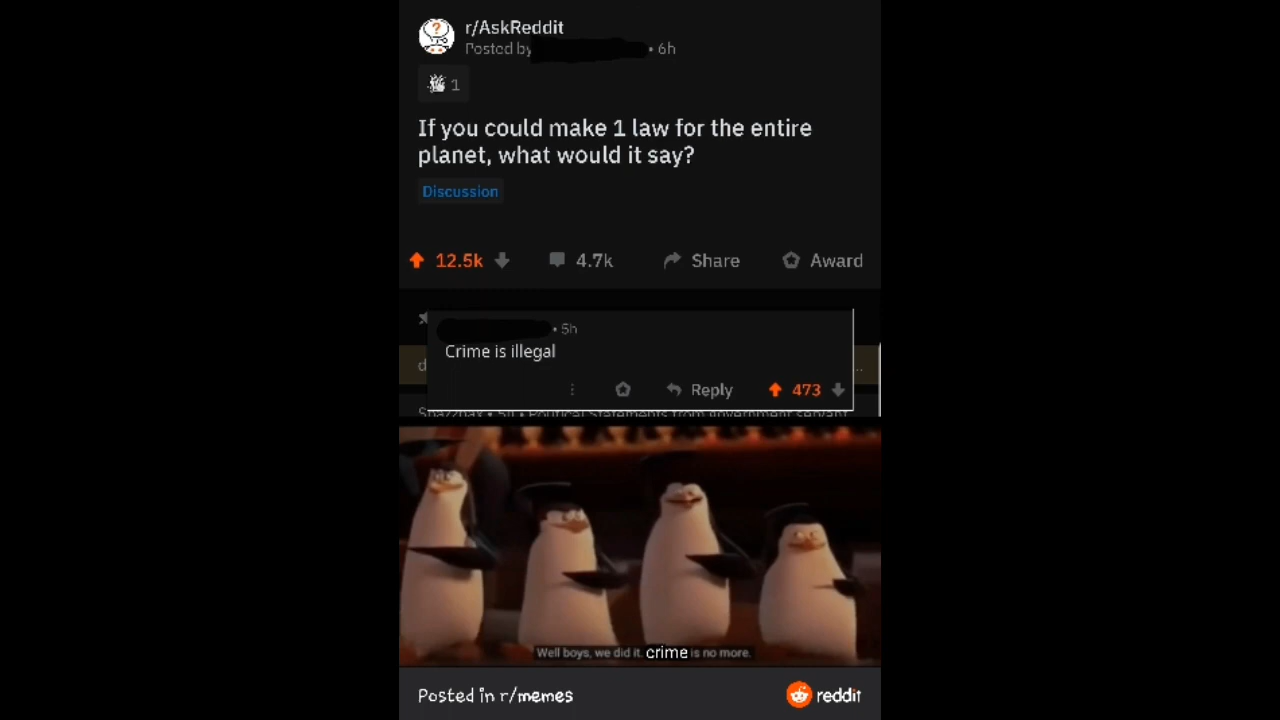 r/AskReddit
Posted by • 6h
1
If you could make 1 law for the entire
planet, what would it say?
Discussion
12.5k 4.7k Share Award
• 5h
Crime is illegal
Reply 473
Well boys, we did it. crime is no more.
Posted in r/memes reddit